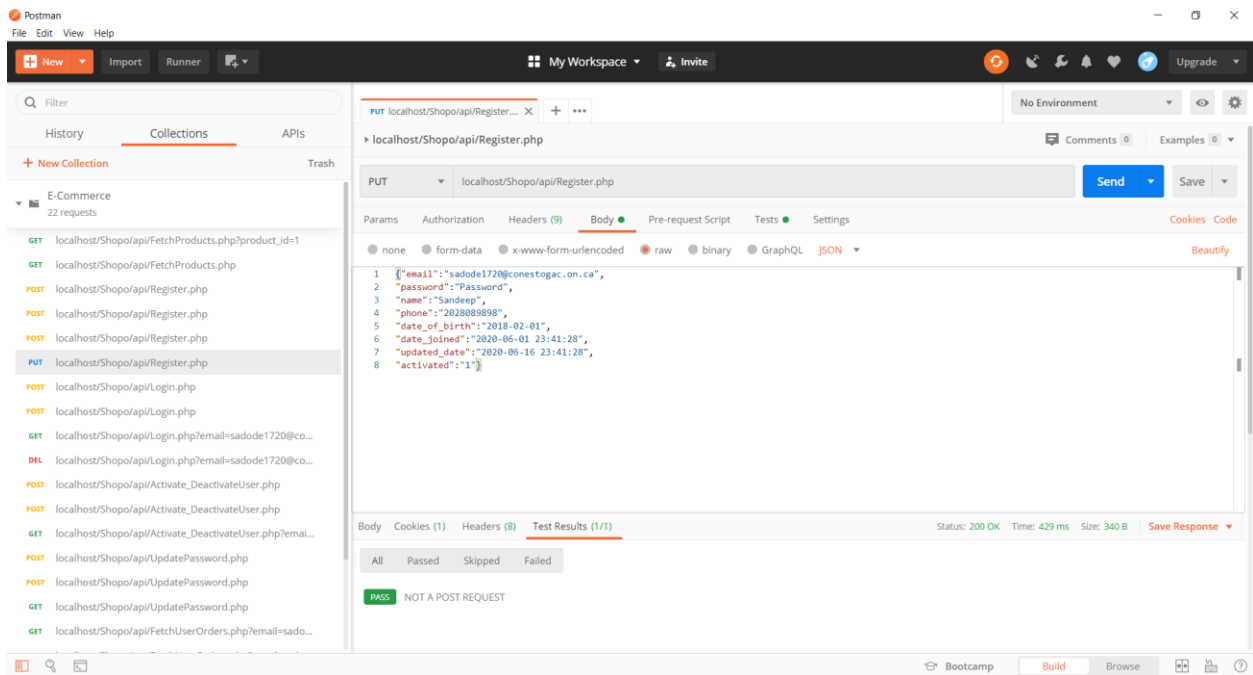 Postman
File Edit View Help
New Import Runner My Workspace Invite Upgrade
Filter
History Collections APIs
+ New Collection Trash
E-Commerce
22 requests
GET localhost/Shopo/api/FetchProducts.php?product_id=1
GET localhost/Shopo/api/FetchProducts.php
POST localhost/Shopo/api/Register.php
POST localhost/Shopo/api/Register.php
POST localhost/Shopo/api/Register.php
PUT localhost/Shopo/api/Register.php
POST localhost/Shopo/api/Login.php
POST localhost/Shopo/api/Login.php
GET localhost/Shopo/api/Login.php?email=sadode1720@co...
DEL localhost/Shopo/api/Login.php?email=sadode1720@co...
POST localhost/Shopo/api/Activate_DeactivateUser.php
POST localhost/Shopo/api/Activate_DeactivateUser.php
GET localhost/Shopo/api/Activate_DeactivateUser.php?emai...
POST localhost/Shopo/api/UpdatePassword.php
POST localhost/Shopo/api/UpdatePassword.php
GET localhost/Shopo/api/UpdatePassword.php
GET localhost/Shopo/api/FetchUserOrders.php?email=sado...
PUT localhost/Shopo/api/Register.... No Environment
localhost/Shopo/api/Register.php Comments 0 Examples 0
PUT localhost/Shopo/api/Register.php Send Save
Params Authorization Headers (9) Body Pre-request Script Tests Settings Cookies Code
none form-data x-www-form-urlencoded raw binary GraphQL JSON Beautify
1 {"email":"sadode1720@conestogac.on.ca",
2 "password":"Password",
3 "name":"Sandeep",
4 "phone":"2028089898",
5 "date_of_birth":"2018-02-01",
6 "date_joined":"2020-06-01 23:41:28",
7 "updated_date":"2020-06-16 23:41:28",
8 "activated":"1"}
Body Cookies (1) Headers (8) Test Results (1/1) Status: 200 OK Time: 429 ms Size: 340 B Save Response
All Passed Skipped Failed
PASS NOT A POST REQUEST
Bootcamp Build Browse